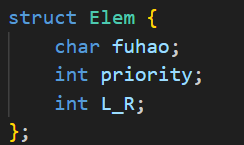 struct Elem {
    char fuhao;
    int priority;
    int L_R;
};